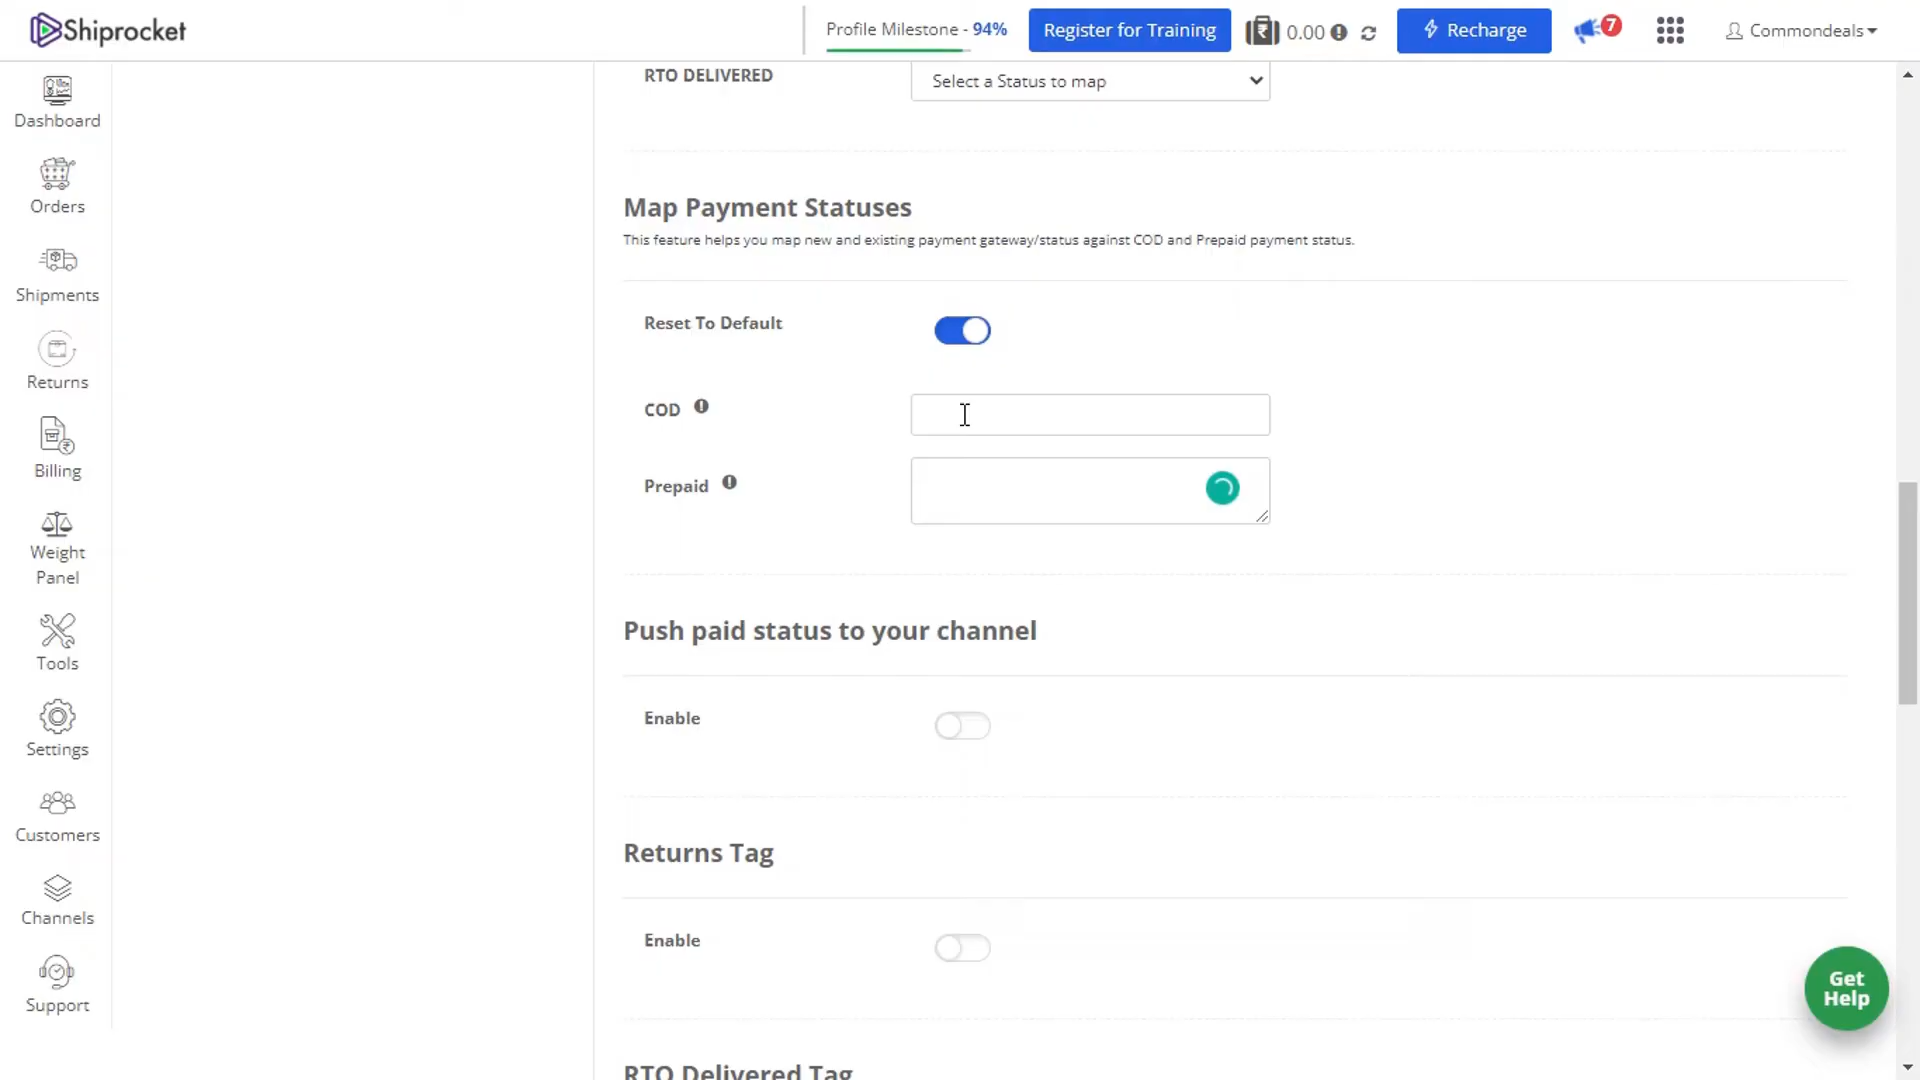 Shiprocket
Profile Milestone - 94%
Register for Training
0.00
Recharge
7
Commondeals
Dashboard
Orders
Shipments
Returns
Billing
Weight
Panel
Tools
Settings
Customers
Channels
Support
RTO DELIVERED
Select a Status to map
Map Payment Statuses
This feature helps you map new and existing payment gateway/status against COD and Prepaid payment status.
Reset To Default
COD
Prepaid
Push paid status to your channel
Enable
Returns Tag
Enable
RTO Delivered Tag
Get
Help